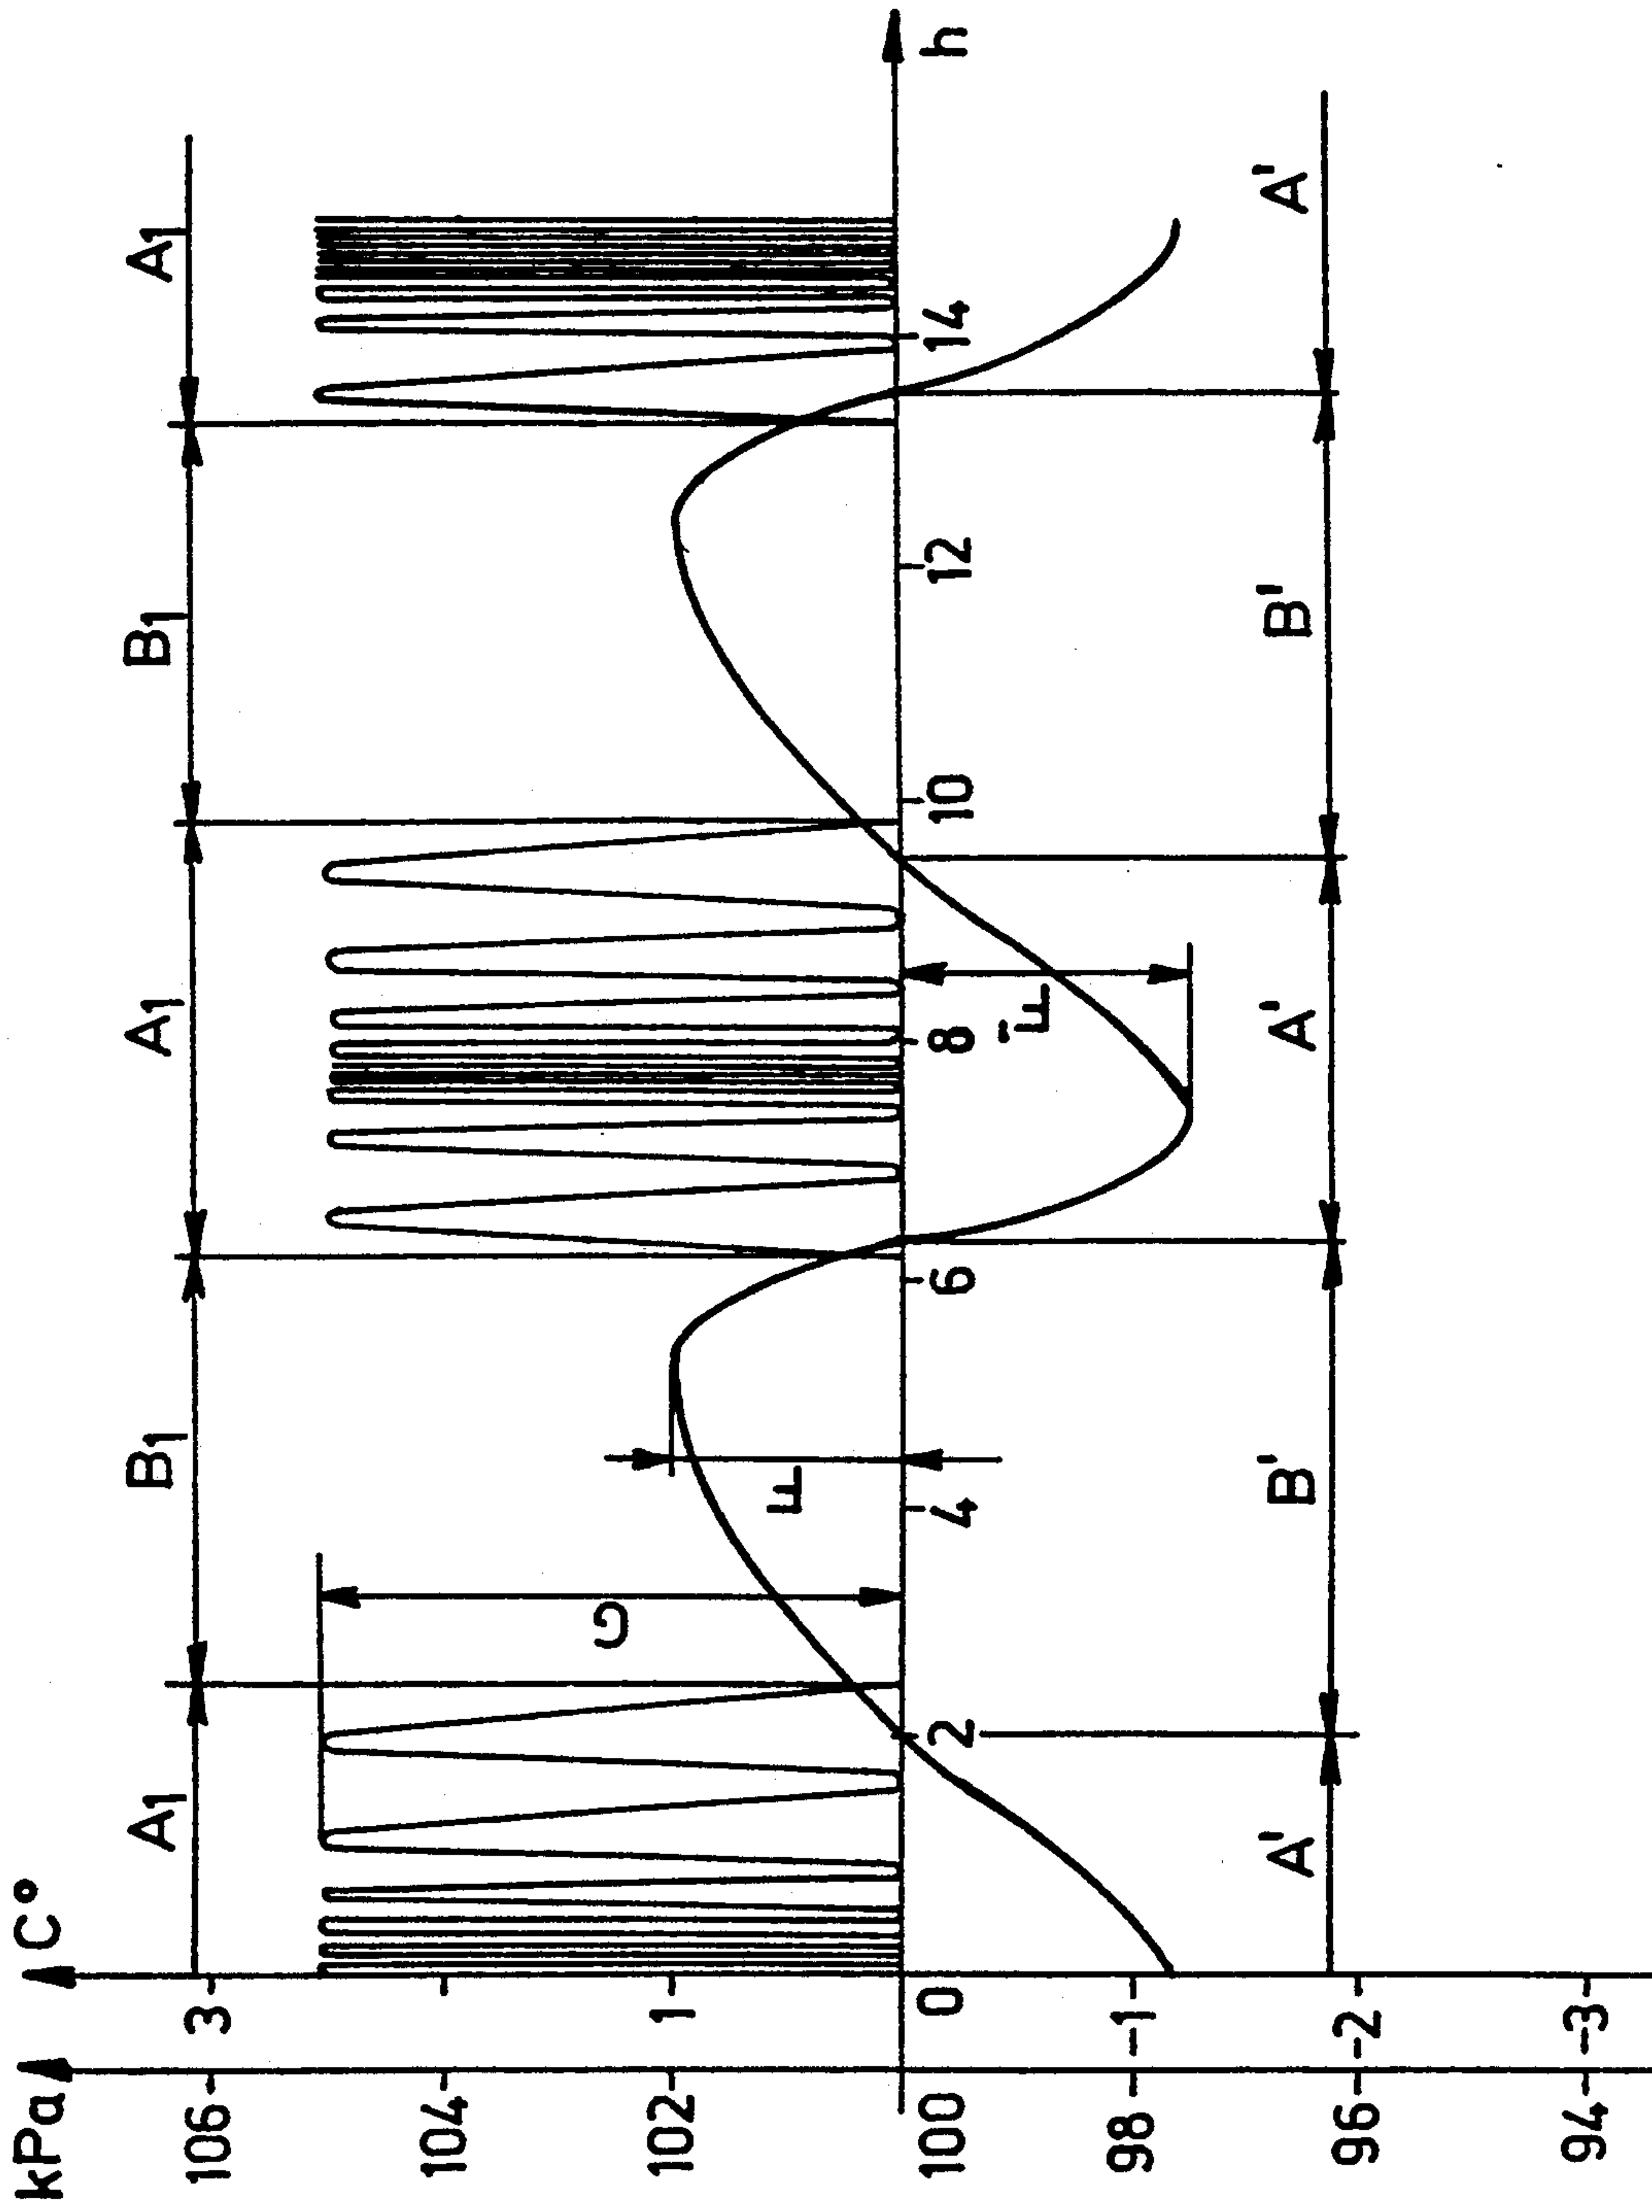 kPa C°
A1 B1 A1 B1 A1
106 3
G
104
102 1
F
100 0 2 4 6 8 10 12 14 h
F'
98 -1
A' B' A' B' A'
96 -2
94 -3